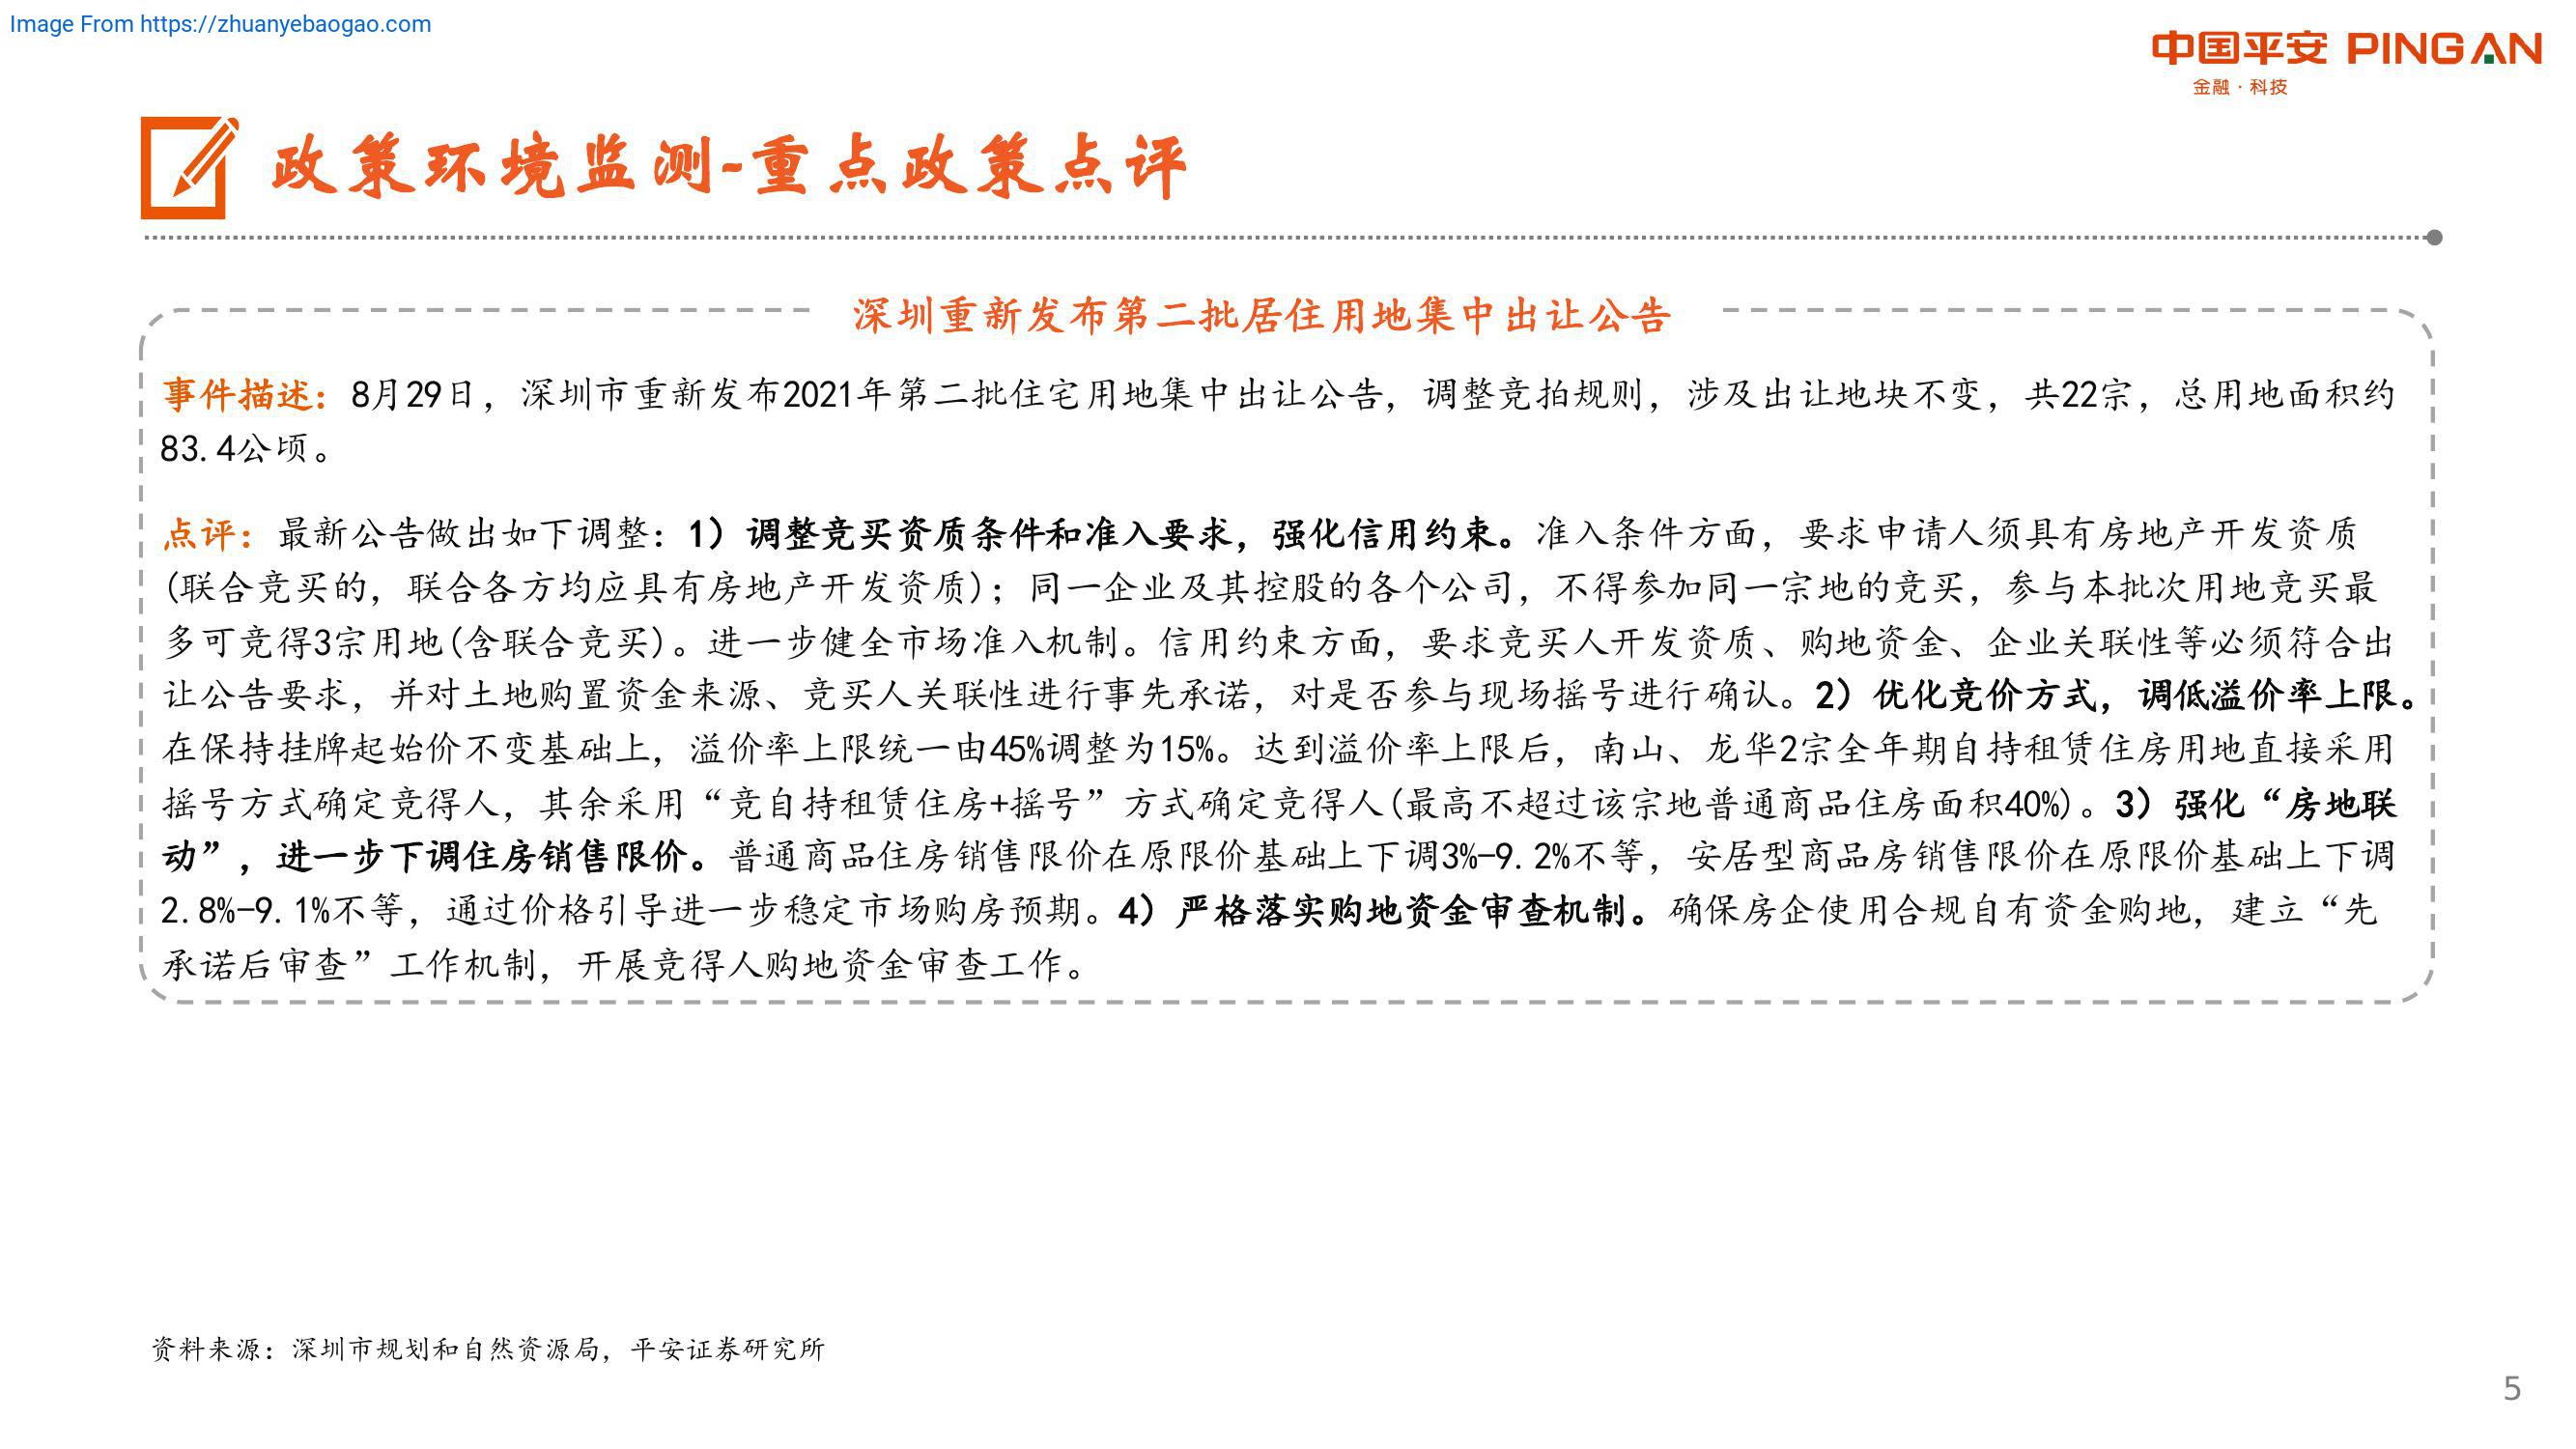 Image From https://zhuanyebaogao.com
中国平安 PINGAN
金融·科技
政策环境监测-重点政策点评
深圳重新发布第二批居住用地集中出让公告
事件描述：8月29日，深圳市重新发布2021年第二批住宅用地集中出让公告，调整竞拍规则，涉及出让地块不变，共22宗，总用地面积约
83.4公顷。
点评：最新公告做出如下调整：1）调整竞买资质条件和准入要求，强化信用约束。准入条件方面，要求申请人须具有房地产开发资质
(联合竞买的，联合各方均应具有房地产开发资质)；同一企业及其控股的各个公司，不得参加同一宗地的竞买，参与本批次用地竞买最
多可竞得3宗用地(含联合竞买)。进一步健全市场准入机制。信用约束方面，要求竞买人开发资质、购地资金、企业关联性等必须符合出
让公告要求，并对土地购置资金来源、竞买人关联性进行事先承诺，对是否参与现场摇号进行确认。2）优化竞价方式，调低溢价率上限。
在保持挂牌起始价不变基础上，溢价率上限统一由45%调整为15%。达到溢价率上限后，南山、龙华2宗全年期自持租赁住房用地直接采用
摇号方式确定竞得人，其余采用“竞自持租赁住房+摇号”方式确定竞得人(最高不超过该宗地普通商品住房面积40%)。3）强化“房地联
动”，进一步下调住房销售限价。普通商品住房销售限价在原限价基础上下调3%-9.2%不等，安居型商品房销售限价在原限价基础上下调
2.8%-9.1%不等，通过价格引导进一步稳定市场购房预期。4）严格落实购地资金审查机制。确保房企使用合规自有资金购地，建立“先
承诺后审查”工作机制，开展竞得人购地资金审查工作。
资料来源：深圳市规划和自然资源局，平安证券研究所
5